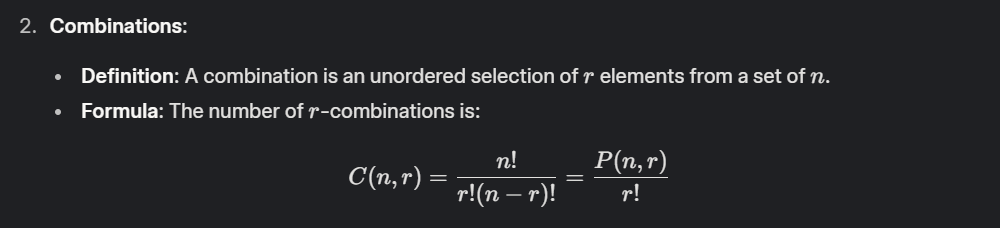 2. Combinations:
• Definition: A combination is an unordered selection of r elements from a set of n.
• Formula: The number of r-combinations is:
C(n, r) = n! / r!(n − r)! = P(n, r) / r!